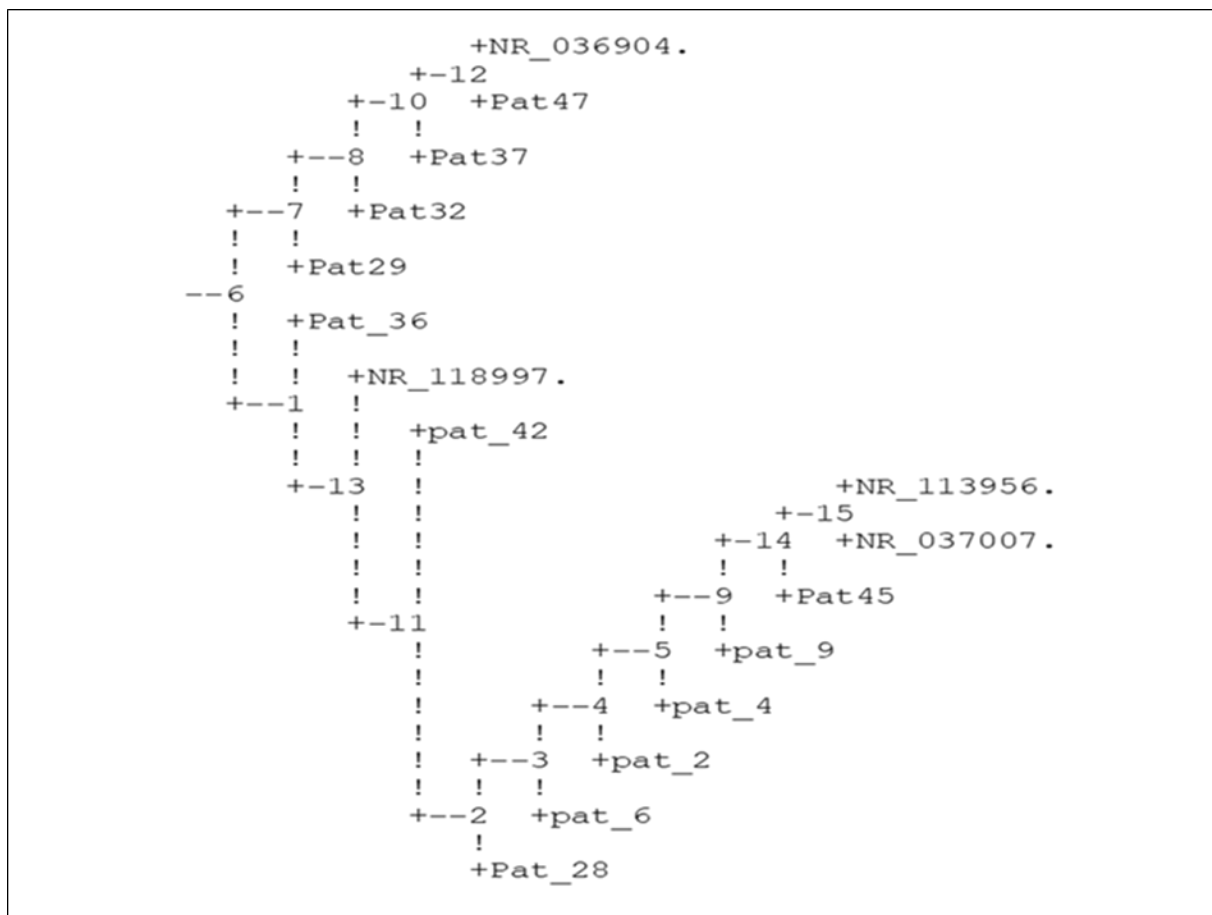 +NR_036904.
+-12
+-10   +Pat47
!   !
+--8   +Pat37
!   !
+--7   +Pat32
!   !
!   +Pat29
--6
!   +Pat_36
!   !
!   !   +NR_118997.
+--1   !
!   !   +pat_42
!   !   !
+-13   !                           +NR_113956.
!   !                       +-15
!   !                   +-14   +NR_037007.
!   !                   !   !
!   !               +--9   +Pat45
+-11               !   !
!           +--5   +pat_9
!           !   !
!       +--4   +pat_4
!       !   !
!   +--3   +pat_2
!   !   !
+--2   +pat_6
!
+Pat_28